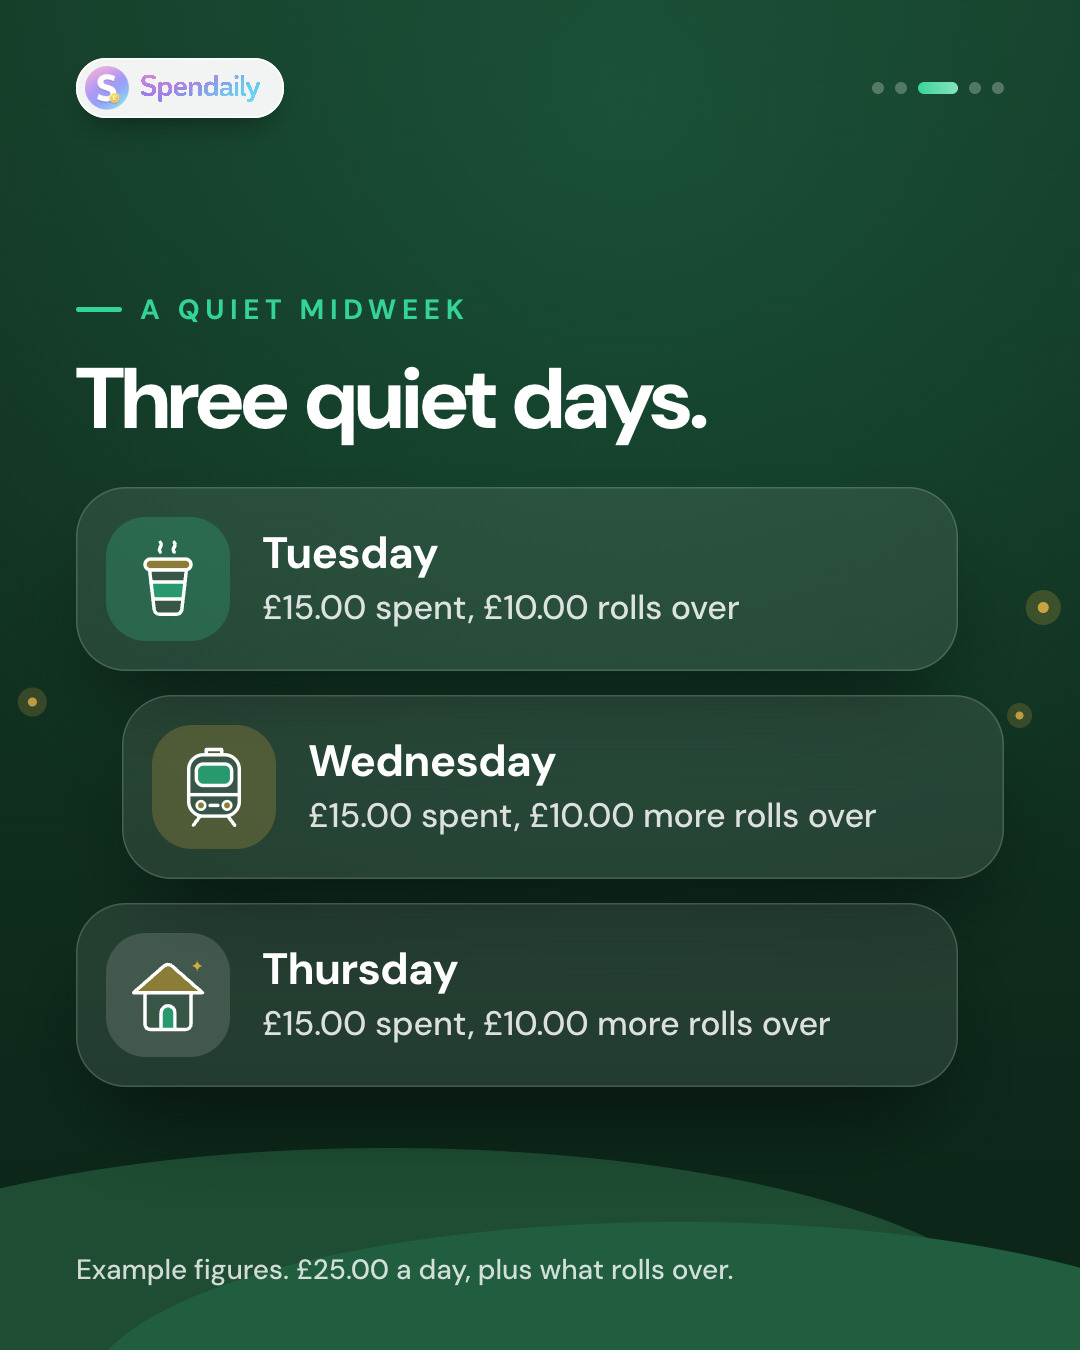 Spendaily
A QUIET MIDWEEK
Three quiet days.
Tuesday
£15.00 spent, £10.00 rolls over
Wednesday
£15.00 spent, £10.00 more rolls over
Thursday
£15.00 spent, £10.00 more rolls over
Example figures. £25.00 a day, plus what rolls over.